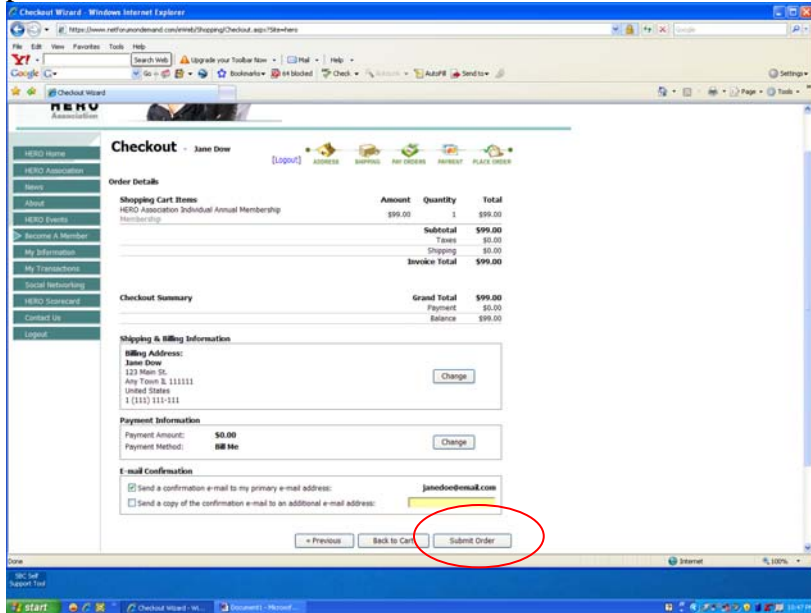 Checkout Wizard - Windows Internet Explorer
https://www.netforumondemand.com/eweb/Shopping/Checkout.aspx?Site=hero
File Edit View Favorites Tools Help
Search Web Upgrade your Toolbar Now Mail Help
Google Go Bookmarks 64 blocked Check AutoFill Send to Settings
Checkout Wizard Page Tools
HERO
Association
Checkout - Jane Dow
[Logout] ADDRESS SHIPPING PAY ORDERS PAYMENT PLACE ORDER
HERO Home
HERO Association
News
About
HERO Events
Become A Member
My Information
My Transactions
Social Networking
HERO Scorecard
Contact Us
Logout
Order Details
Shopping Cart Items Amount Quantity Total
HERO Association Individual Annual Membership $99.00 1 $99.00
Membership
Subtotal $99.00
Taxes $0.00
Shipping $0.00
Invoice Total $99.00
Checkout Summary Grand Total $99.00
Payment $0.00
Balance $99.00
Shipping & Billing Information
Billing Address:
Jane Dow
123 Main St.
Any Town IL 111111
United States
1 (111) 111-111
Change
Payment Information
Payment Amount: $0.00
Payment Method: Bill Me
Change
E-mail Confirmation
Send a confirmation e-mail to my primary e-mail address: janedoe@email.com
Send a copy of the confirmation e-mail to an additional e-mail address:
« Previous Back to Cart Submit Order
Done Internet 100%
SBC Self
Support Tool
start Checkout Wizard - Wi... Document1 - Microsof...